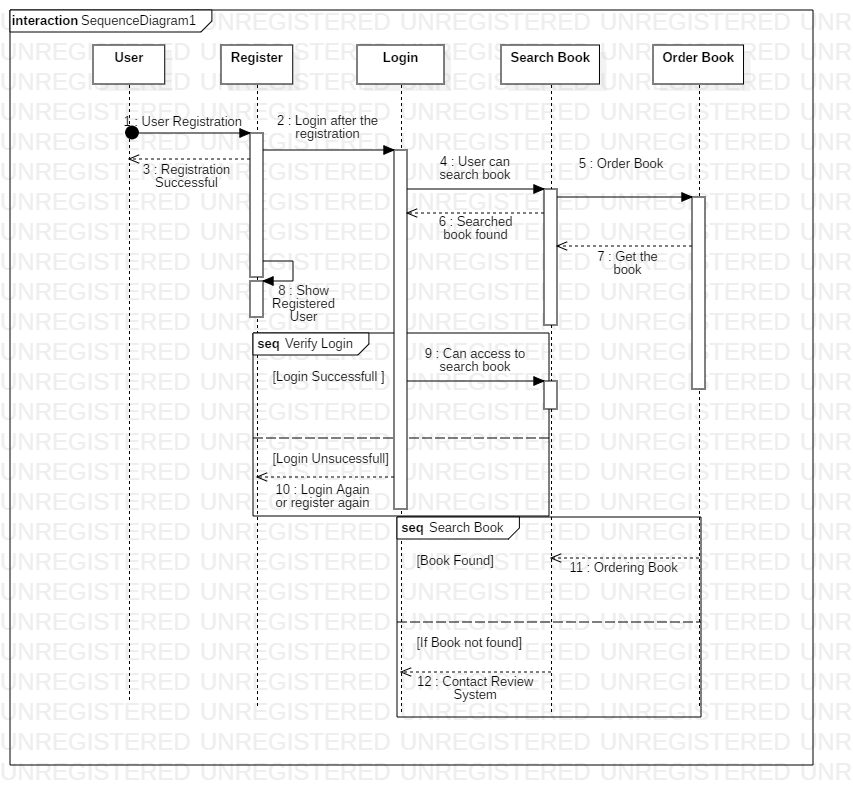 interaction SequenceDiagram1
User
Register
Login
Search Book
Order Book
1 : User Registration
2 : Login after the
registration
3 : Registration
Successful
4 : User can
search book
5 : Order Book
6 : Searched
book found
7 : Get the
book
8 : Show
Registered
User
seq Verify Login
9 : Can access to
search book
[Login Successfull ]
[Login Unsucessfull]
10 : Login Again
or register again
seq Search Book
[Book Found]
11 : Ordering Book
[If Book not found]
12 : Contact Review
System
UNREGISTERED